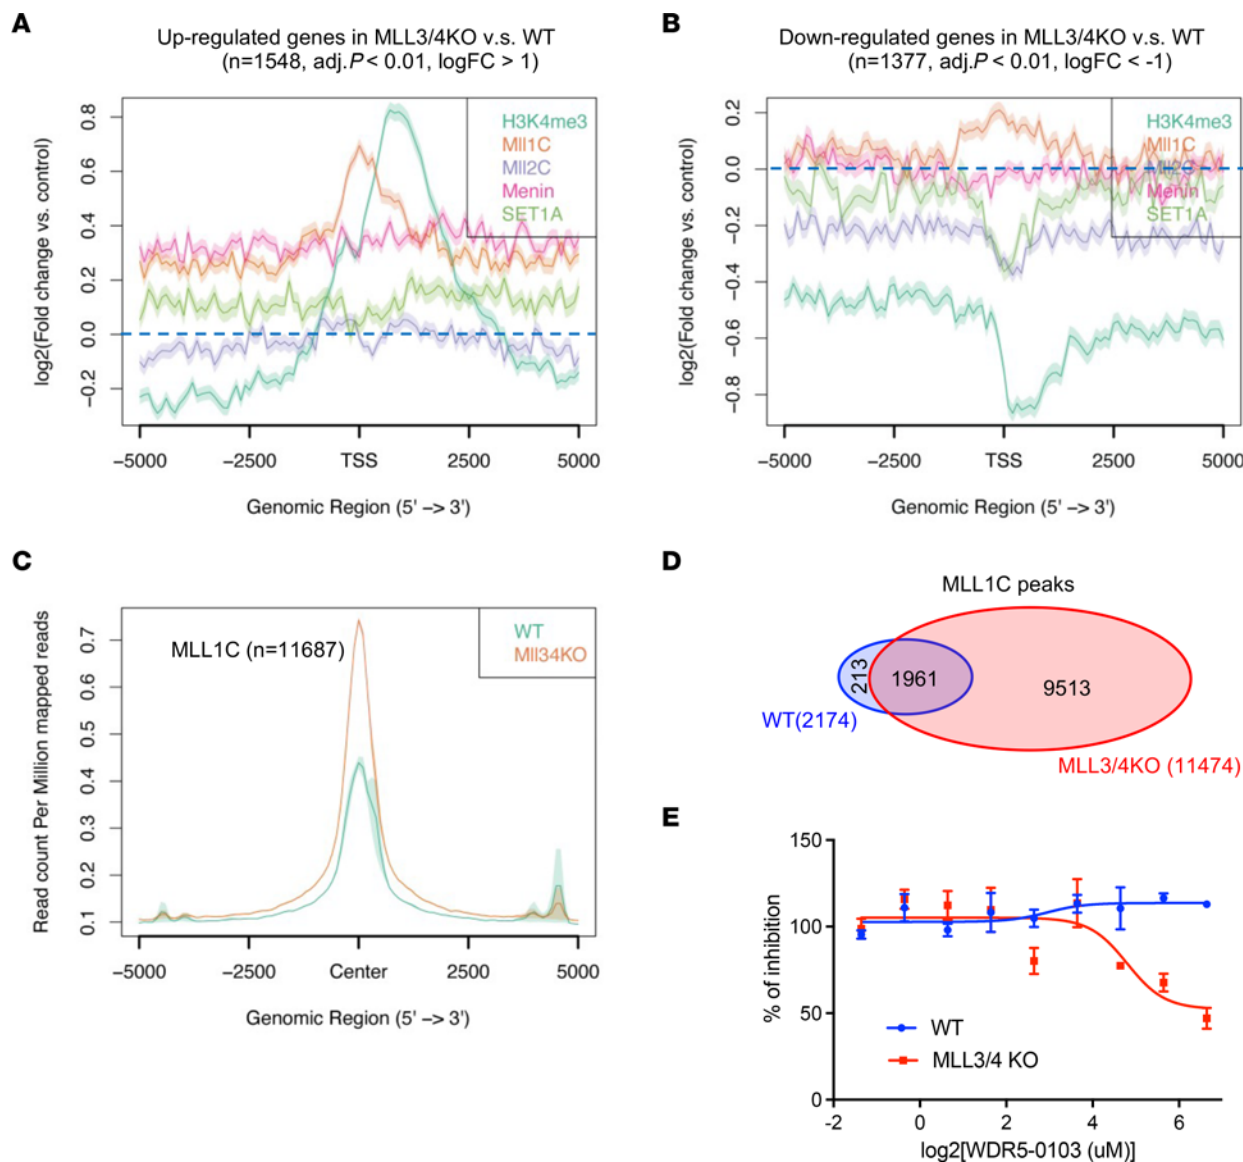 A
Up-regulated genes in MLL3/4KO v.s. WT
(n=1548, adj.P < 0.01, logFC > 1)
log2(Fold change vs. control)
0.8
0.6
0.4
0.2
0.0
−0.2
H3K4me3
Mll1C
Mll2C
Menin
SET1A
−5000
−2500
TSS
2500
5000
Genomic Region (5' −> 3')
B
Down-regulated genes in MLL3/4KO v.s. WT
(n=1377, adj.P < 0.01, logFC < -1)
log2(Fold change vs. control)
0.2
0.0
−0.2
−0.4
−0.6
−0.8
H3K4me3
Mll1C
Mll2C
Menin
SET1A
−5000
−2500
TSS
2500
5000
Genomic Region (5' −> 3')
C
Read count Per Million mapped reads
0.7
0.6
0.5
0.4
0.3
0.2
0.1
MLL1C (n=11687)
WT
Mll34KO
−5000
−2500
Center
2500
5000
Genomic Region (5' −> 3')
D
MLL1C peaks
213
1961
9513
WT(2174)
MLL3/4KO (11474)
E
% of inhibition
150
100
50
0
WT
MLL3/4 KO
-2
0
2
4
6
log2[WDR5-0103 (uM)]